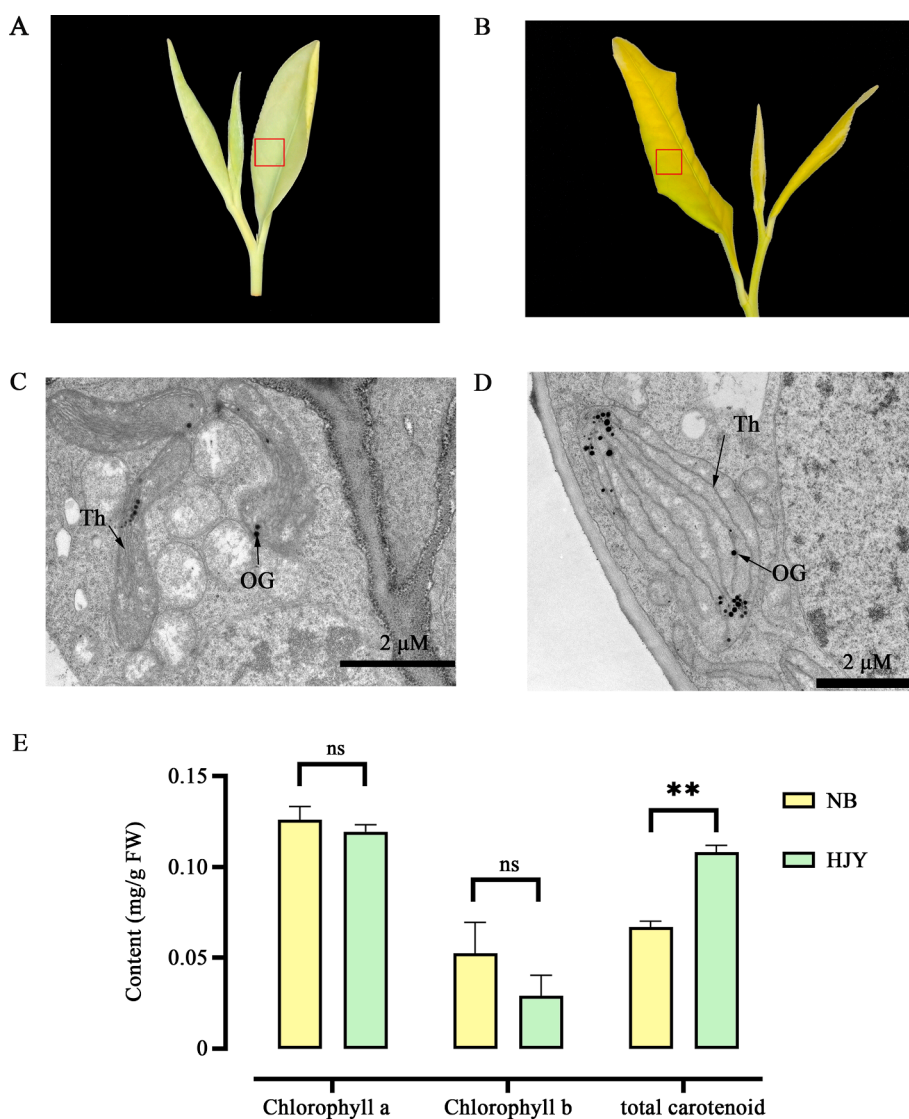 A
B
C
Th
OG
2 μM
D
Th
OG
2 μM
E
Content (mg/g FW)
0.15
0.10
0.05
0
ns
ns
**
NB
HJY
Chlorophyll a
Chlorophyll b
total carotenoid